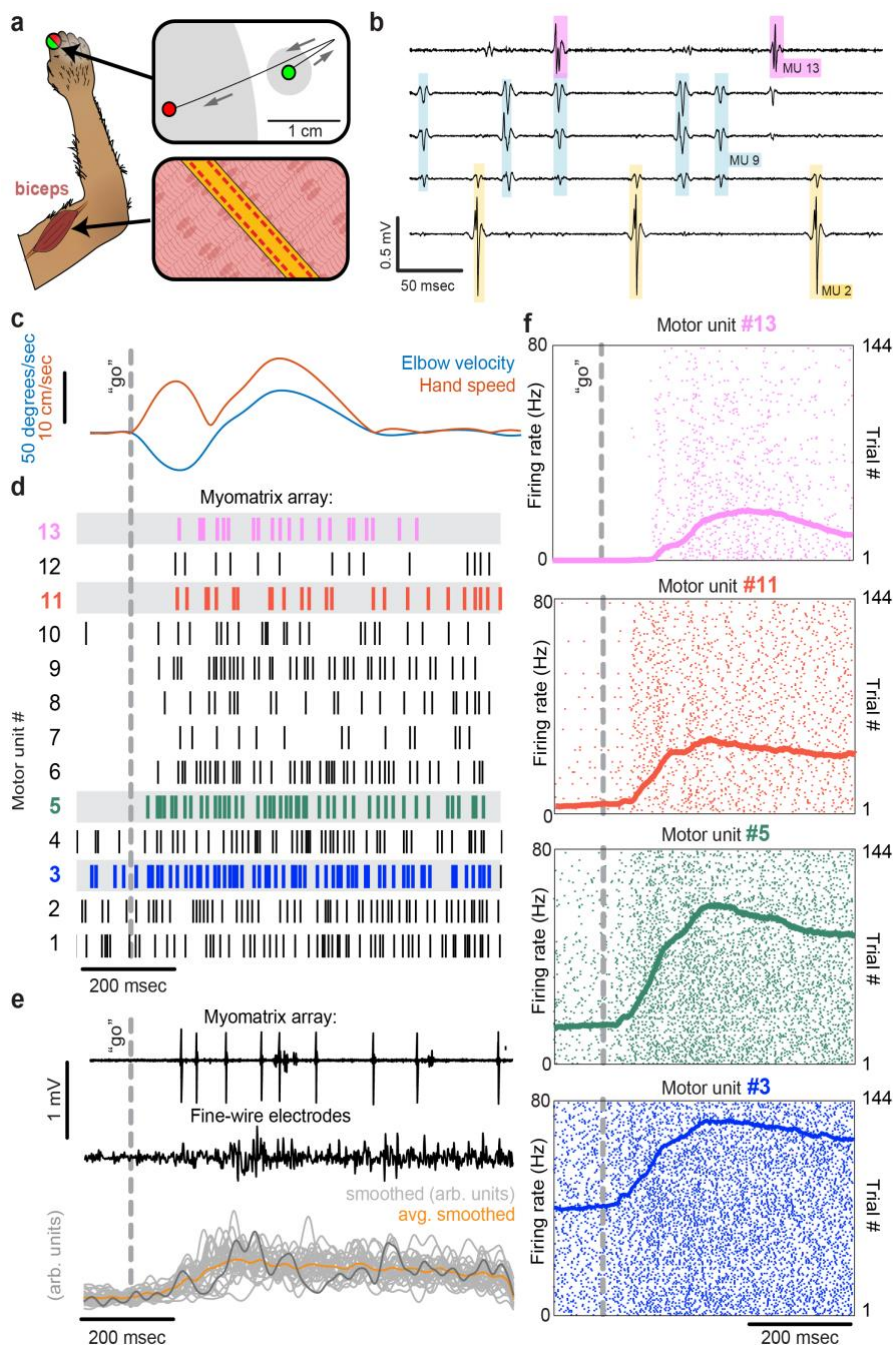 a
1 cm
biceps
b
MU 13
MU 9
MU 2
0.5 mV
50 msec
c
50 degrees/sec
10 cm/sec
"go"
Elbow velocity
Hand speed
d
Myomatrix array:
Motor unit #
13
12
11
10
9
8
7
6
5
4
3
2
1
200 msec
e
"go"
Myomatrix array:
1 mV
Fine-wire electrodes
smoothed (arb. units)
avg. smoothed
(arb. units)
200 msec
f
Motor unit #13
80
144
"go"
Firing rate (Hz)
Trial #
0
1
Motor unit #11
80
144
Firing rate (Hz)
Trial #
0
1
Motor unit #5
80
144
Firing rate (Hz)
Trial #
0
1
Motor unit #3
80
144
Firing rate (Hz)
Trial #
0
1
200 msec